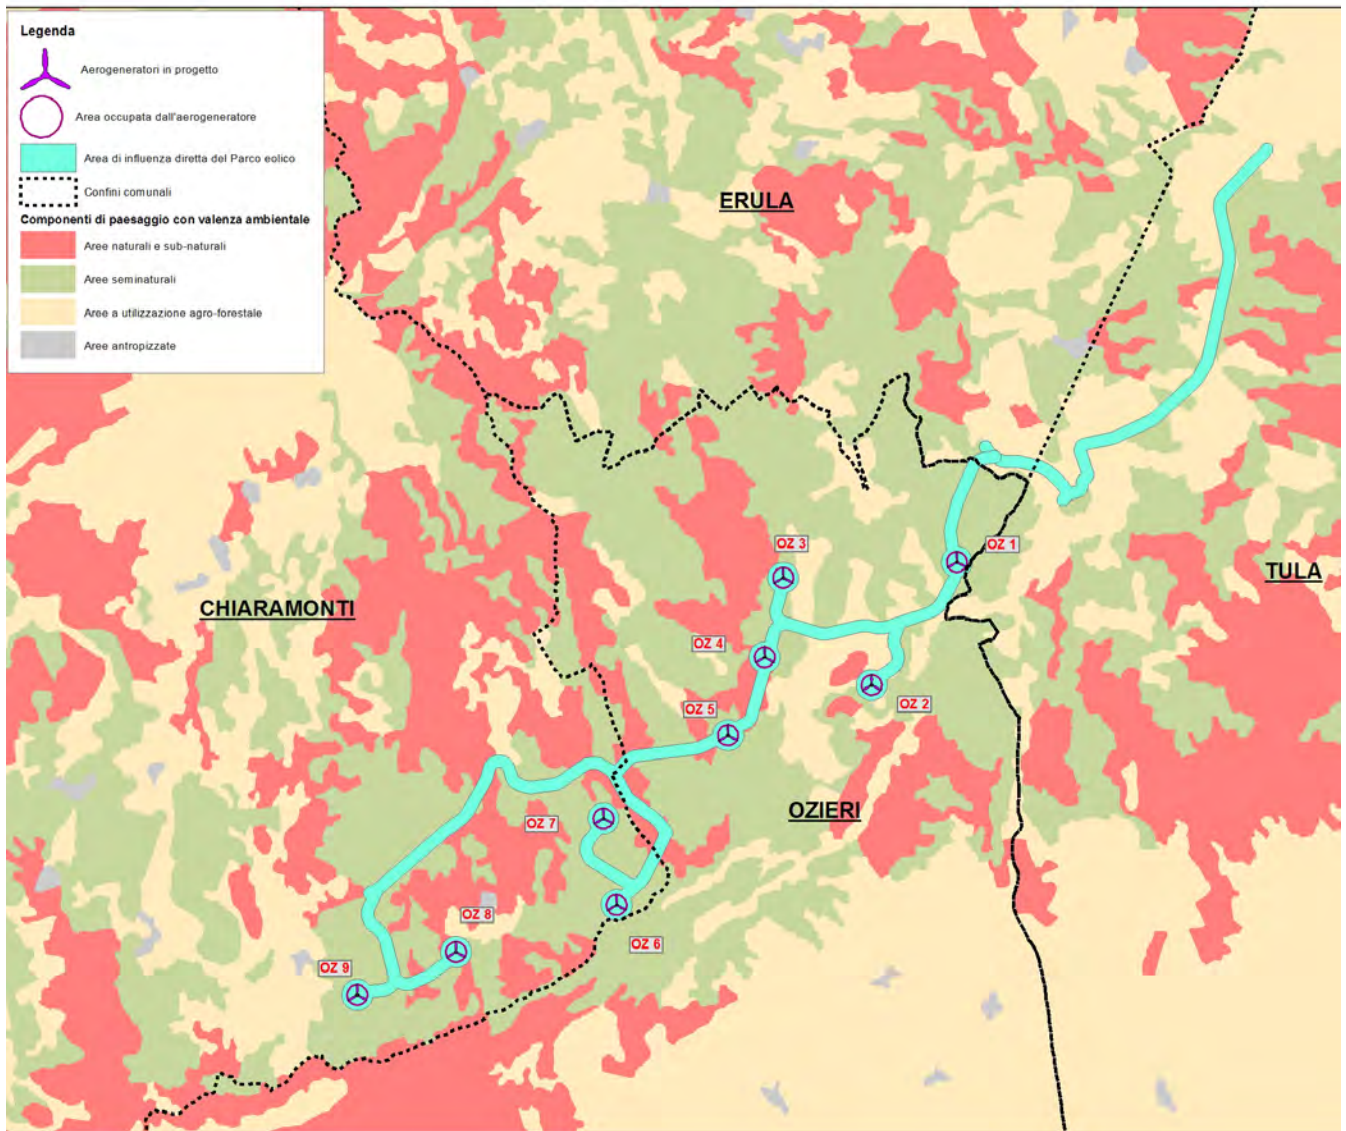 Legenda
Aerogeneratori in progetto
Area occupata dall'aerogeneratore
Area di influenza diretta del Parco eolico
Confini comunali
Componenti di paesaggio con valenza ambientale
Aree naturali e sub-naturali
Aree seminaturali
Aree a utilizzazione agro-forestale
Aree antropizzate
ERULA
OZ 3
OZ 1
TULA
CHIARAMONTI
OZ 4
OZ 5
OZ 2
OZIERI
OZ 7
OZ 8
OZ 6
OZ 9